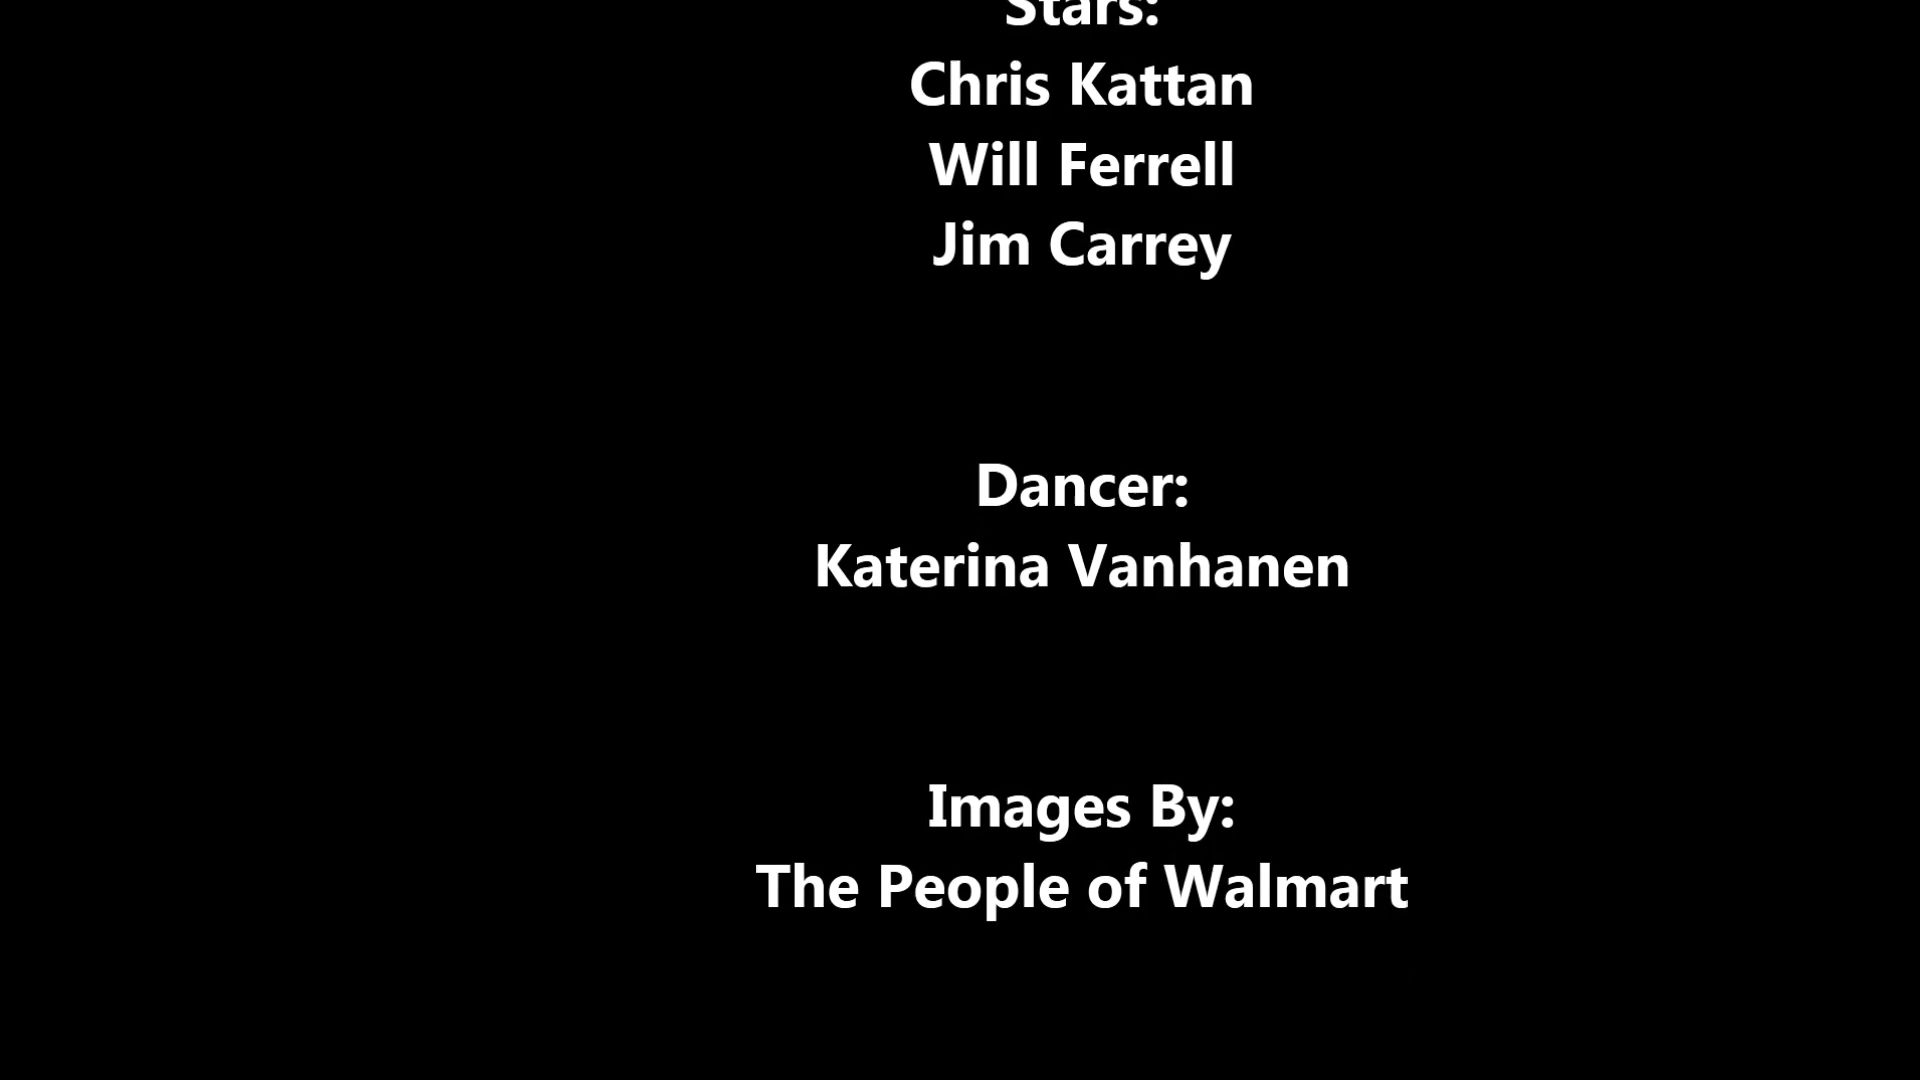 Stars:
Chris Kattan
Will Ferrell
Jim Carrey
Dancer:
Katerina Vanhanen
Images By:
The People of Walmart